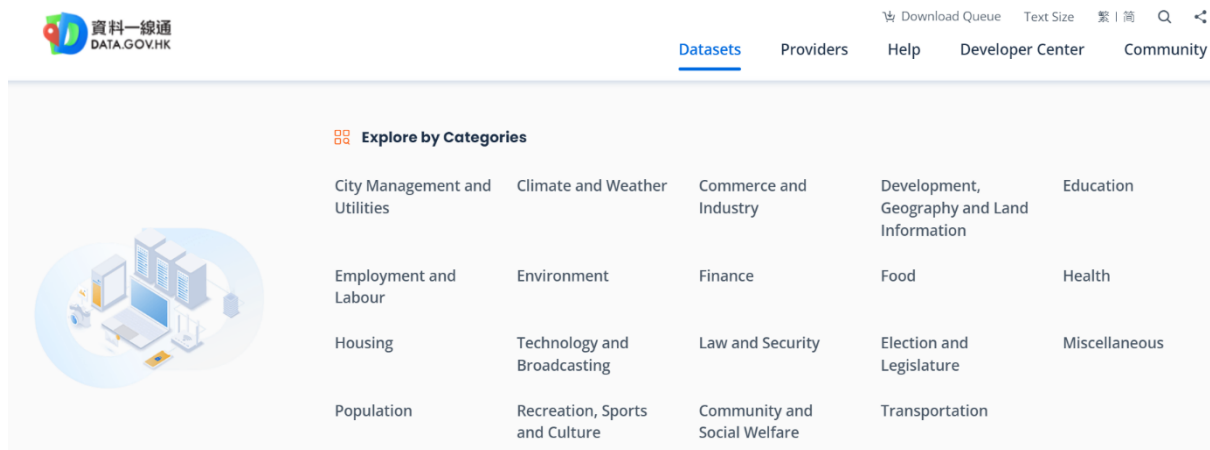 資料一線通
DATA.GOV.HK
Download Queue Text Size 繁 | 简
Datasets Providers Help Developer Center Community
Explore by Categories
City Management and Utilities
Climate and Weather
Commerce and Industry
Development, Geography and Land Information
Education
Employment and Labour
Environment
Finance
Food
Health
Housing
Technology and Broadcasting
Law and Security
Election and Legislature
Miscellaneous
Population
Recreation, Sports and Culture
Community and Social Welfare
Transportation